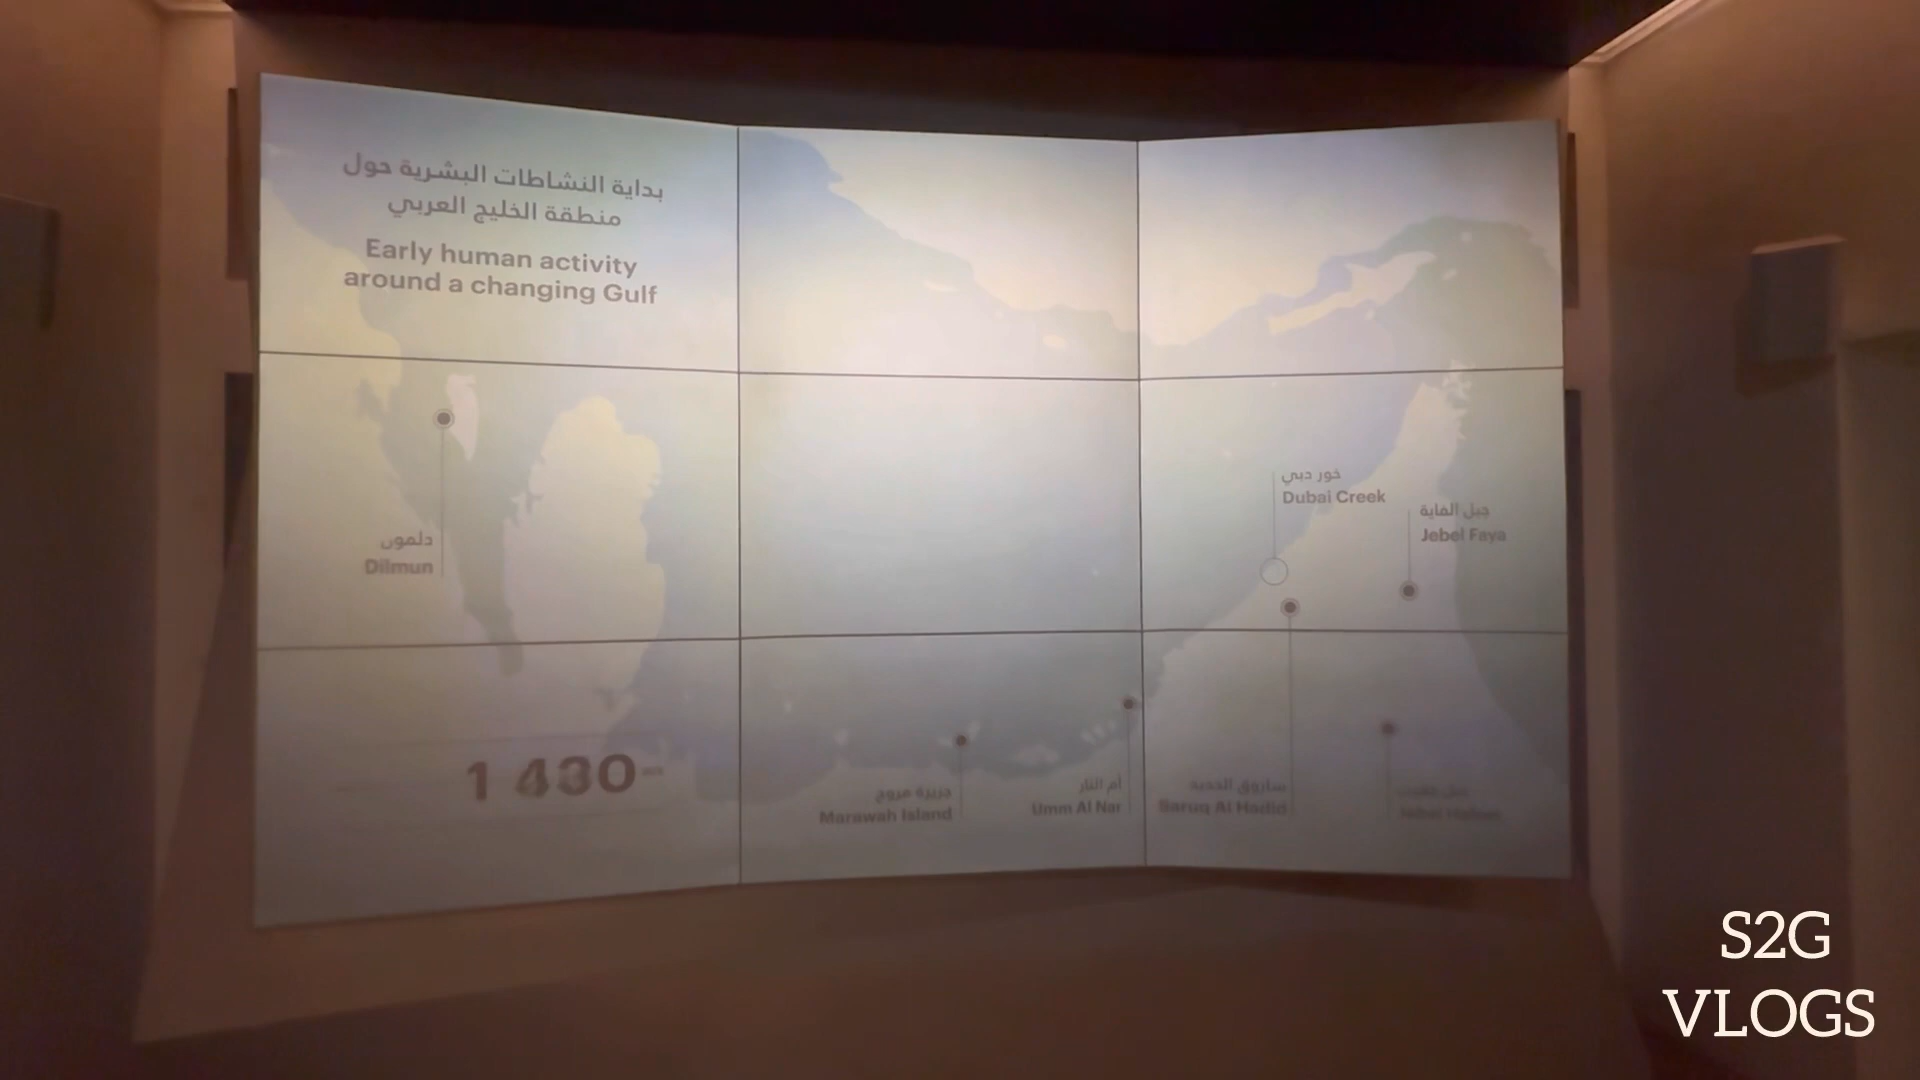 بداية النشاطات البشرية حول
منطقة الخليج العربي
Early human activity
around a changing Gulf
خور دبي
Dubai Creek
جبل الفاية
Jebel Faya
دلمون
Dilmun
جزيرة مروح
Marawah Island
أم النار
Umm Al Nar
ساروق الحديد
Saruq Al Hadid
S2G
VLOGS